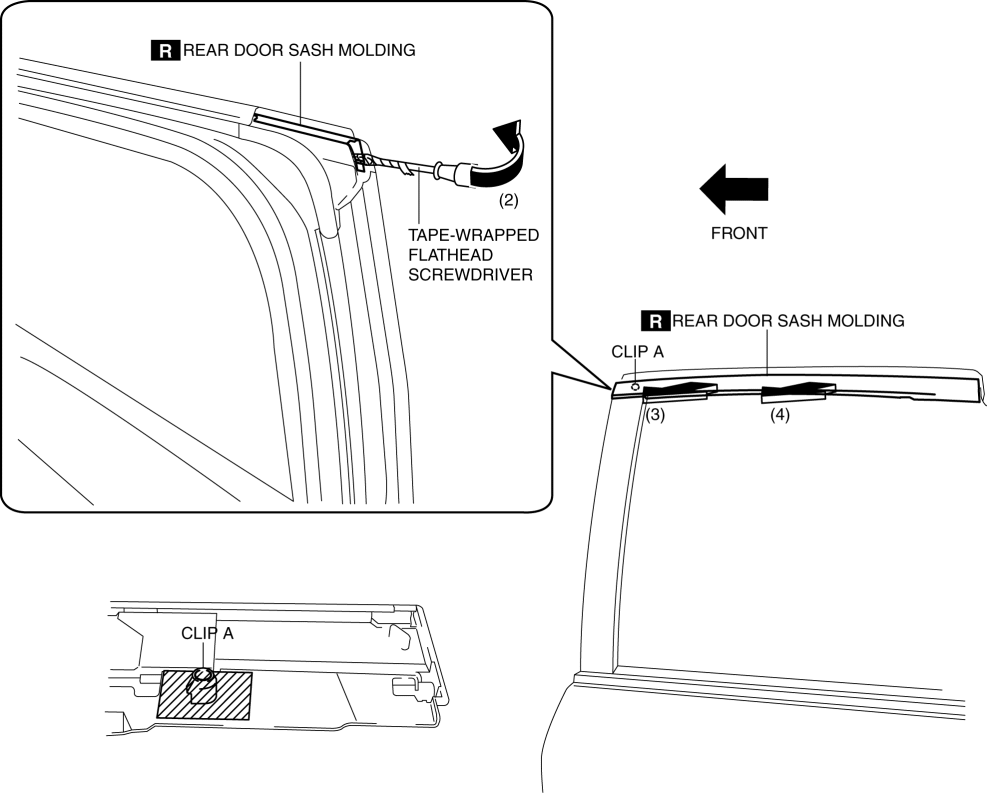 R REAR DOOR SASH MOLDING
(2)
TAPE-WRAPPED
FLATHEAD
SCREWDRIVER
FRONT
R REAR DOOR SASH MOLDING
CLIP A
(3)
(4)
CLIP A